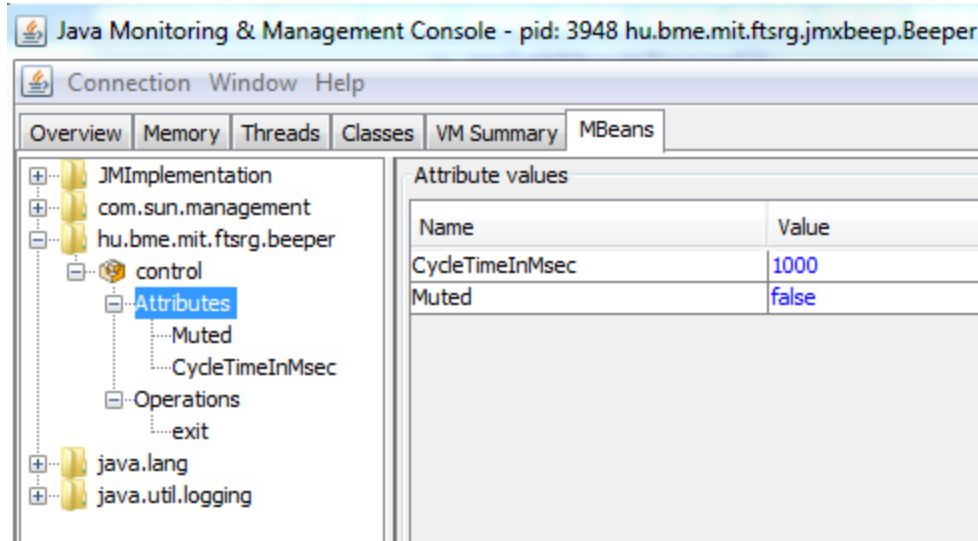 Java Monitoring & Management Console - pid: 3948 hu.bme.mit.ftsrg.jmxbeep.Beeper
Connection Window Help
Overview Memory Threads Classes VM Summary MBeans
JMImplementation
com.sun.management
hu.bme.mit.ftsrg.beeper
control
Attributes
Muted
CycleTimeInMsec
Operations
exit
java.lang
java.util.logging
Attribute values
Name Value
CycleTimeInMsec 1000
Muted false